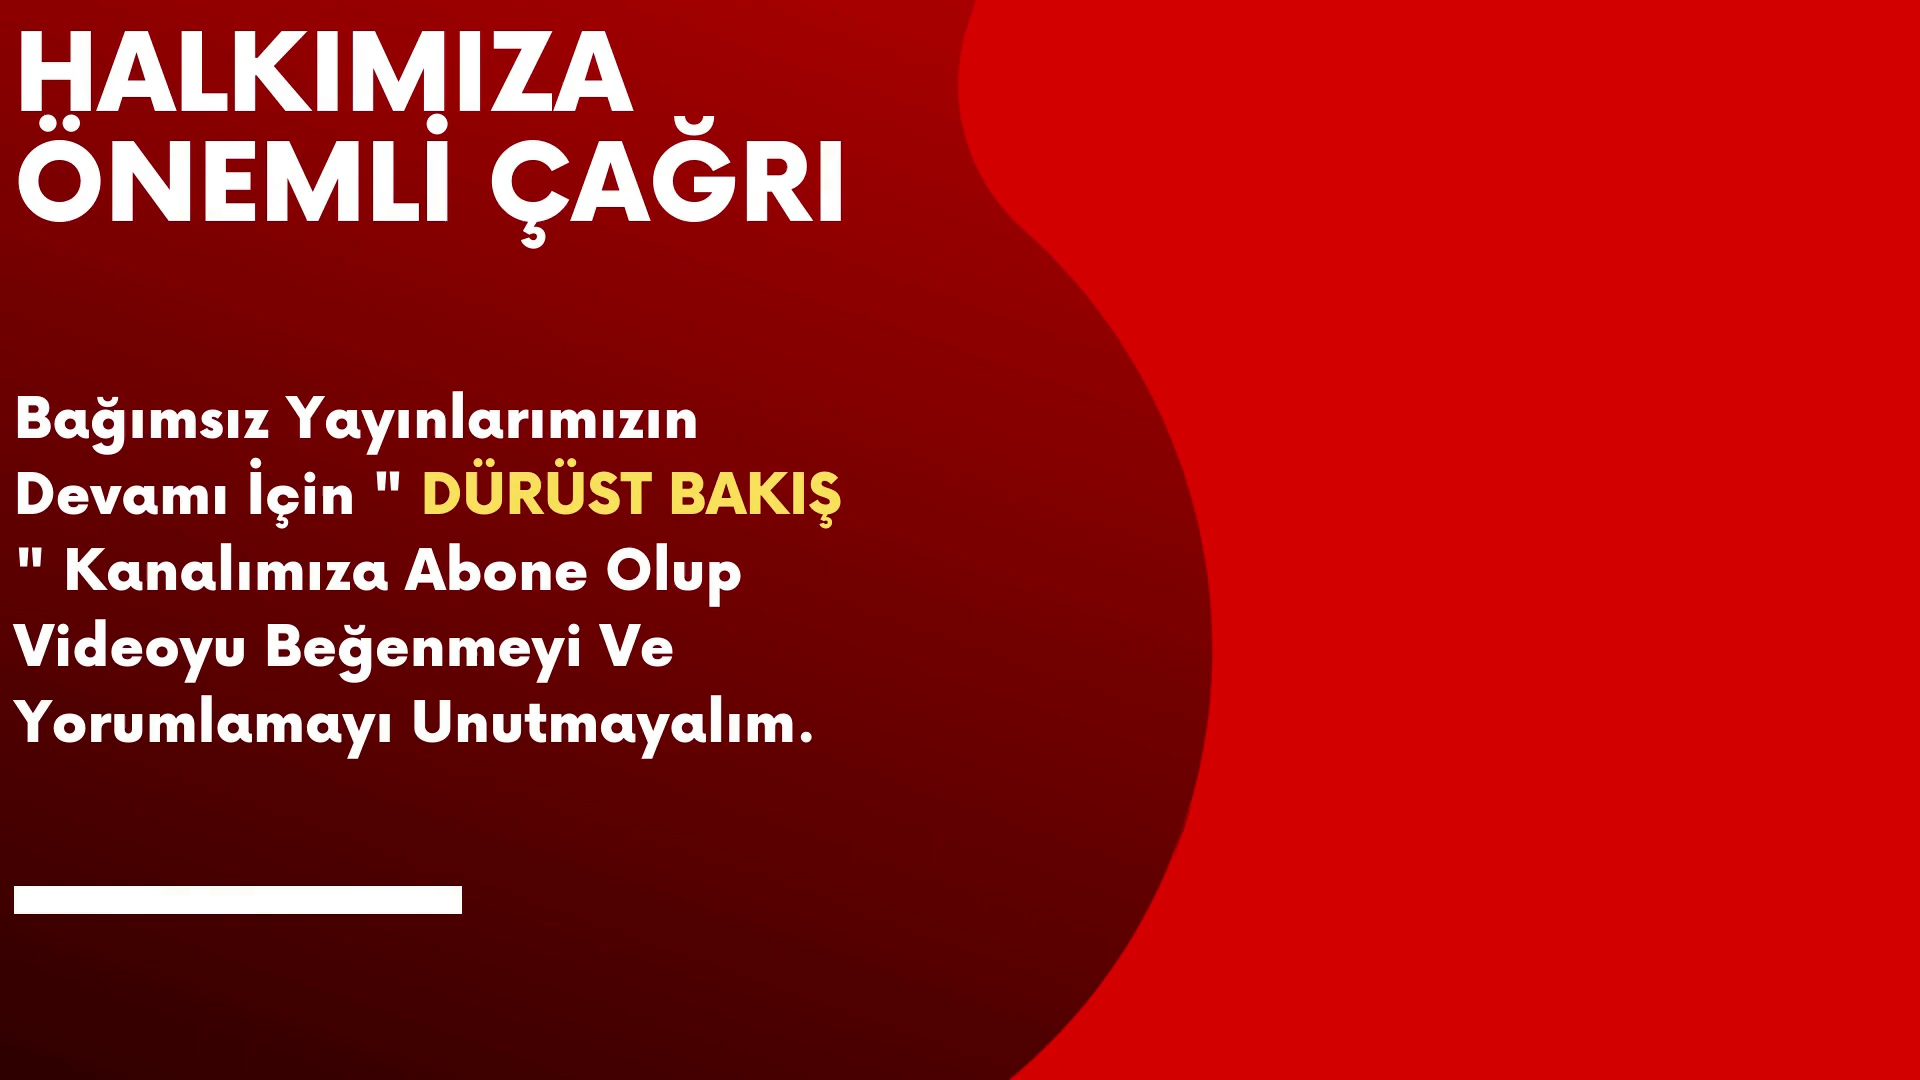 HALKIMIZA
ÖNEMLİ ÇAĞRI
Bağımsız Yayınlarımızın
Devamı İçin " DÜRÜST BAKIŞ
" Kanalımıza Abone Olup
Videoyu Beğenmeyi Ve
Yorumlamayı Unutmayalım.